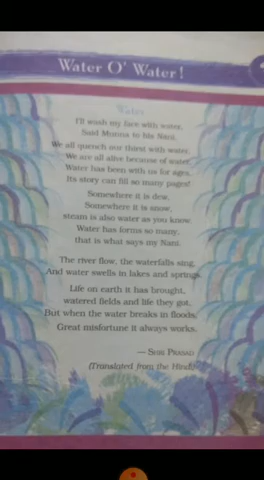 Water O' Water!
Water
I'll wash my face with water,
Said Munna to his Nani.
We all quench our thirst with water,
We are all alive because of water,
Water has been with us for ages,
Its story can fill so many pages!
Somewhere it is dew,
Somewhere it is snow,
steam is also water as you know.
Water has forms so many,
that is what says my Nani.
The river flow, the waterfalls sing,
And water swells in lakes and springs.
Life on earth it has brought,
watered fields and life they got,
But when the water breaks in floods,
Great misfortune it always works.
— Shri Prasad
(Translated from the Hindi)